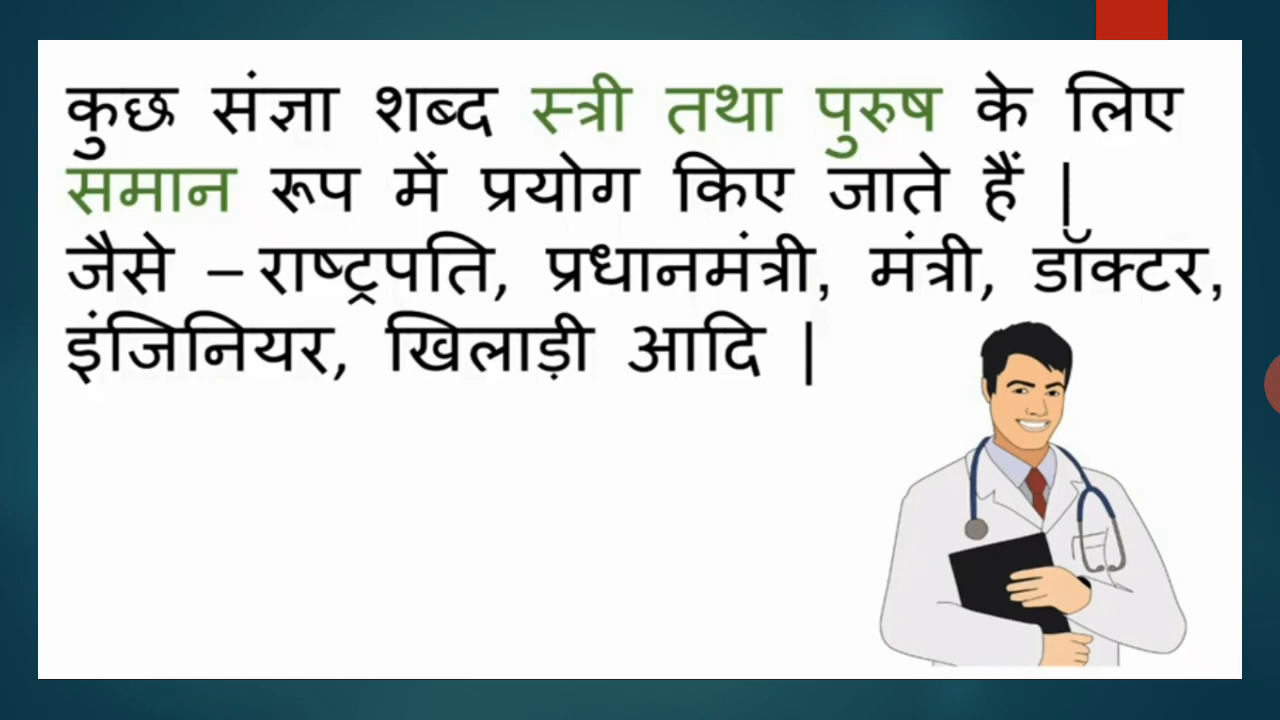 कुछ संज्ञा शब्द स्त्री तथा पुरुष के लिए
समान रूप में प्रयोग किए जाते हैं |
जैसे – राष्ट्रपति, प्रधानमंत्री, मंत्री, डॉक्टर,
इंजिनियर, खिलाड़ी आदि |